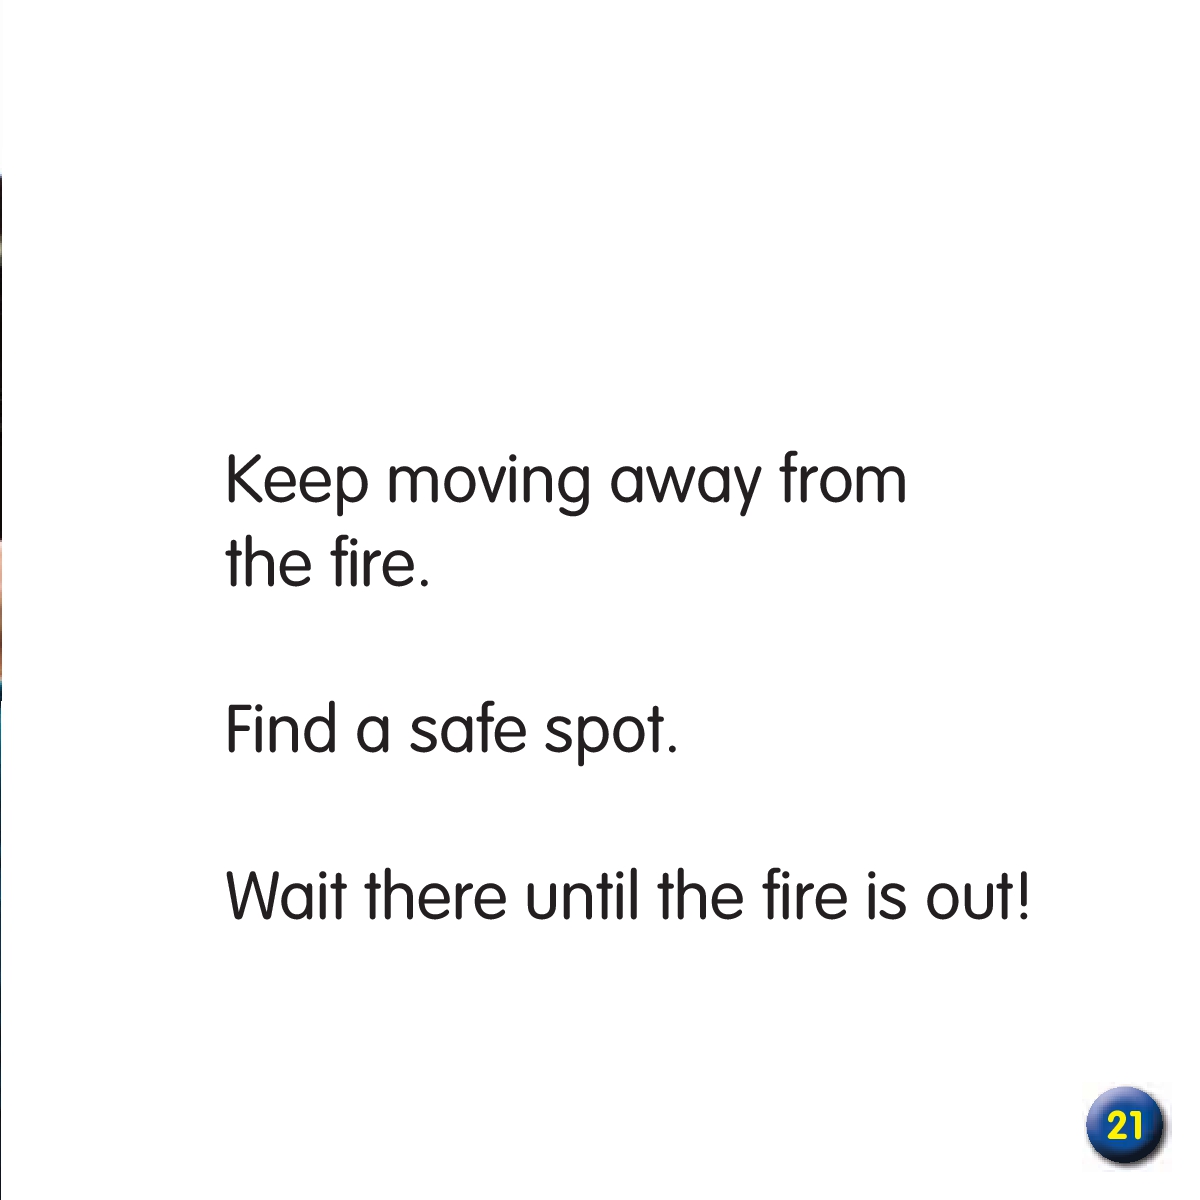 Keep moving away from
the fire.
Find a safe spot.
Wait there until the fire is out!
21